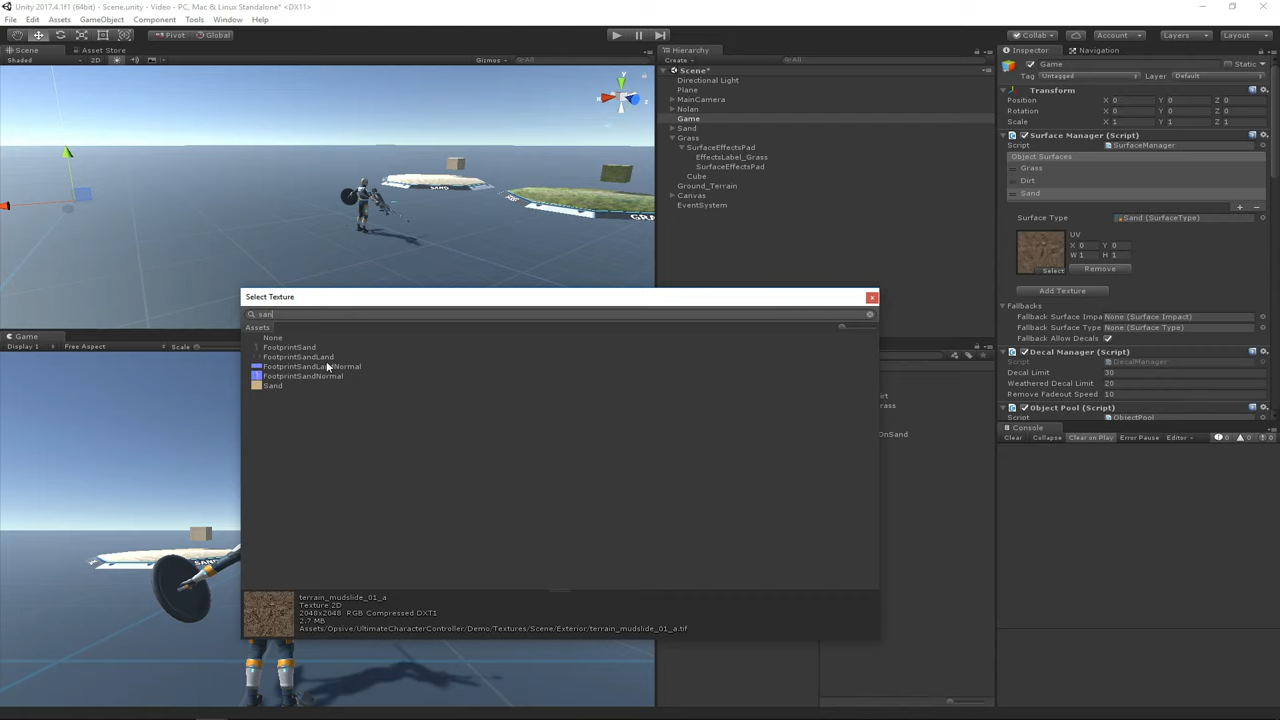 Unity 2017.4.1f1 (64bit) - Scene.unity - Video - PC, Mac & Linux Standalone* <DX11>
File Edit Assets GameObject Component Tools Window Help
Pivot Global Collab Account Layers Layout
Scene Asset Store
Shaded 2D Gizmos All
SAND
Game
Display 1 Free Aspect Scale
SAND
Hierarchy
Create All
Scene*
Directional Light
Plane
MainCamera
Nolan
Game
Sand
Grass
SurfaceEffectsPad
EffectsLabel_Grass
SurfaceEffectsPad
Cube
Ground_Terrain
Canvas
EventSystem
Select Texture
san
Assets
None
FootprintSand
FootprintSandLand
FootprintSandNormal
Sand
terrain_mudslide_01_a
Texture 2D
2048x2048 RGB Compressed DXT1
2.7 MB
Assets/Opsive/UltimateCharacterController/Demo/Textures/Scene/Exterior/terrain_mudslide_01_a.tif
Inspector Navigation
Game Static
Tag Untagged Layer Default
Transform
Position X 0 Y 0 Z 0
Rotation X 0 Y 0 Z 0
Scale X 1 Y 1 Z 1
Surface Manager (Script)
Script SurfaceManager
Object Surfaces
Grass
Dirt
Sand
Surface Type Sand (SurfaceType)
UV
X 0 Y 0
W 1 H 1
Select Remove
Add Texture
Fallbacks
Fallback Surface Impa None (Surface Impact)
Fallback Surface Type None (Surface Type)
Fallback Allow Decals
Decal Manager (Script)
Script DecalManager
Decal Limit 30
Weathered Decal Limit 20
Remove Fadeout Speed 10
Object Pool (Script)
Script ObjectPool
Console
Clear Collapse Clear on Play Error Pause Editor 0 0 0